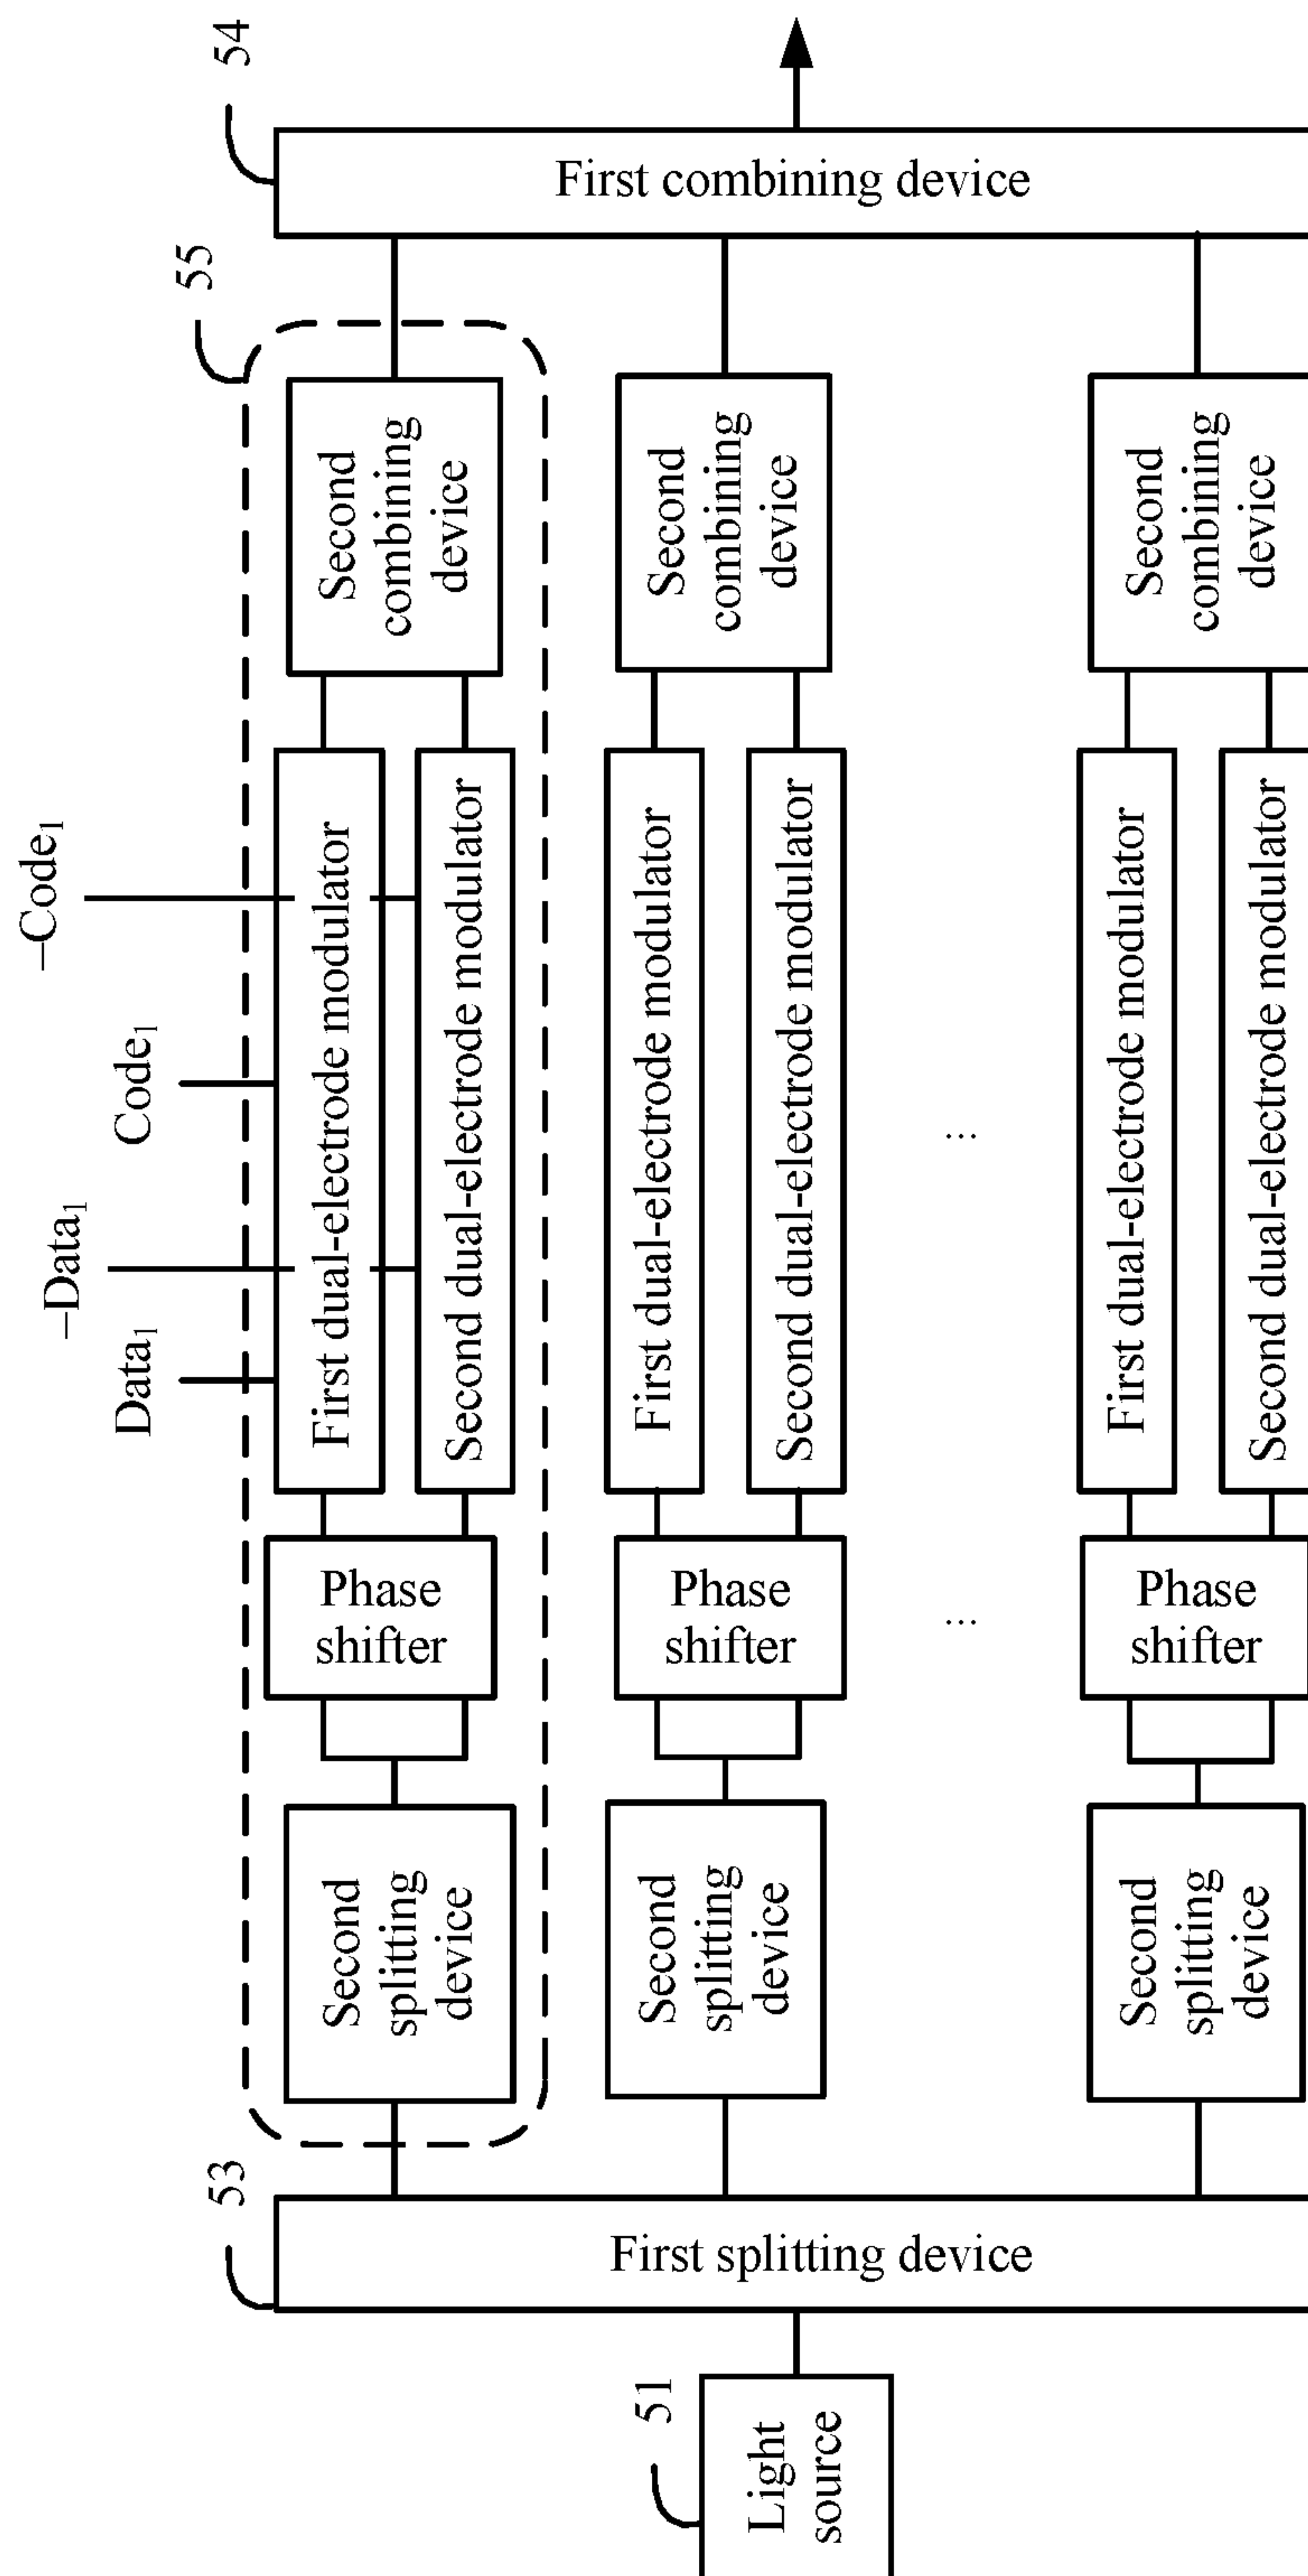 54
First combining device
55
Second
combining
device
Second
combining
device
Second
combining
device
–Code1
Code1
–Data1
Data1
First dual-electrode modulator
Second dual-electrode modulator
First dual-electrode modulator
Second dual-electrode modulator
...
First dual-electrode modulator
Second dual-electrode modulator
Phase
shifter
Phase
shifter
...
Phase
shifter
Second
splitting
device
Second
splitting
device
Second
splitting
device
53
First splitting device
51
Light
source